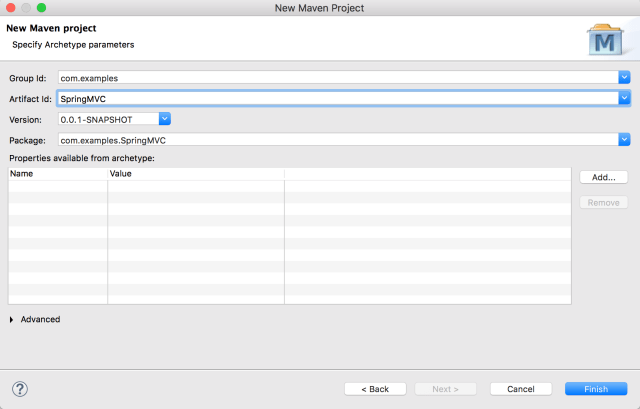 New Maven Project
New Maven project
Specify Archetype parameters
M
Group Id: com.examples
Artifact Id: SpringMVC
Version: 0.0.1-SNAPSHOT
Package: com.examples.SpringMVC
Properties available from archetype:
Name Value
Add...
Remove
Advanced
? < Back Next > Cancel Finish